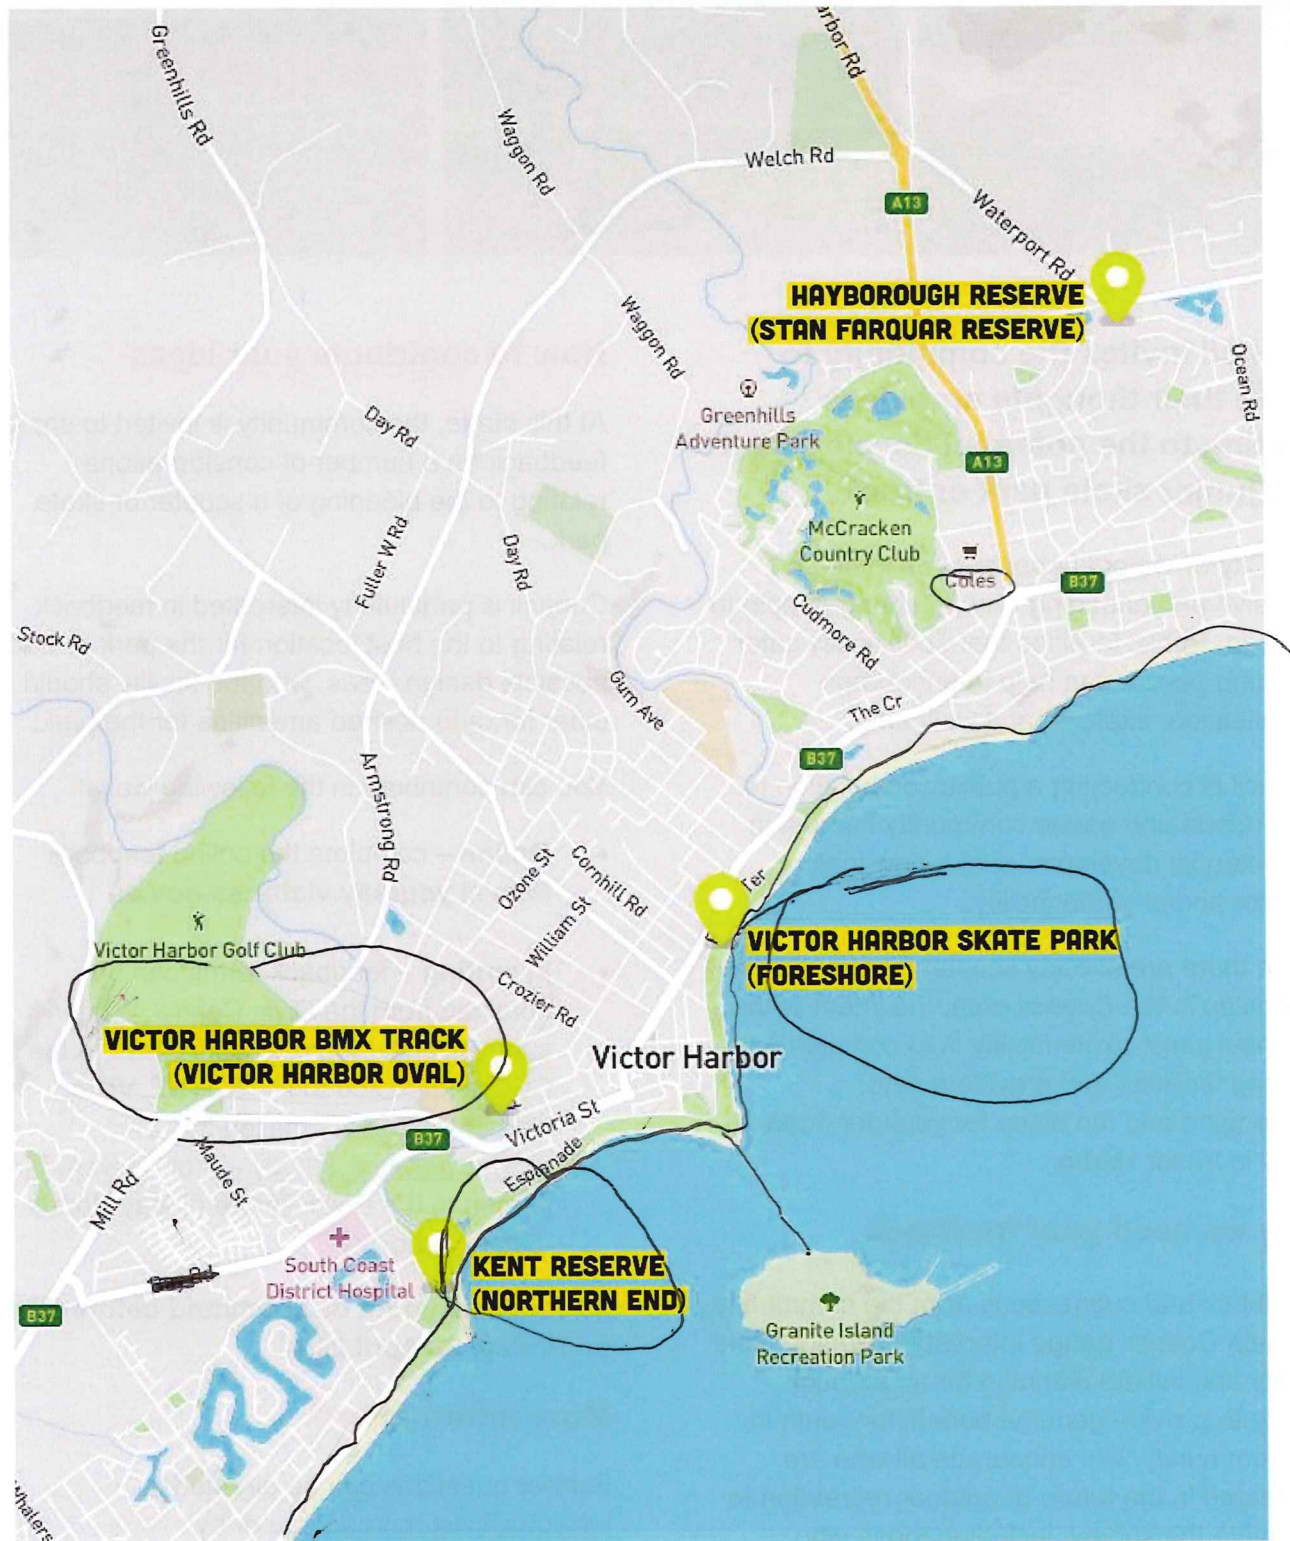 Greenhills Rd
Waggon Rd
arbor Rd
Welch Rd
A13
Waterport Rd
HAYBOROUGH RESERVE
(STAN FARQUAR RESERVE)
Waggon Rd
Ocean Rd
Greenhills
Adventure Park
Day Rd
A13
McCracken
Country Club
Fuller W Rd
Day Rd
Coles
B37
Cudmore Rd
Stock Rd
Gum Ave
The Cr
B37
Armstrong Rd
Ozone St
Cornhill Rd
Ter
William St
Victor Harbor Golf Club
VICTOR HARBOR SKATE PARK
(FORESHORE)
Crozier Rd
VICTOR HARBOR BMX TRACK
(VICTOR HARBOR OVAL)
Victor Harbor
Victoria St
B37
Esplanade
Maude St
Mill Rd
South Coast
District Hospital
KENT RESERVE
(NORTHERN END)
B37
Granite Island
Recreation Park
Whalers